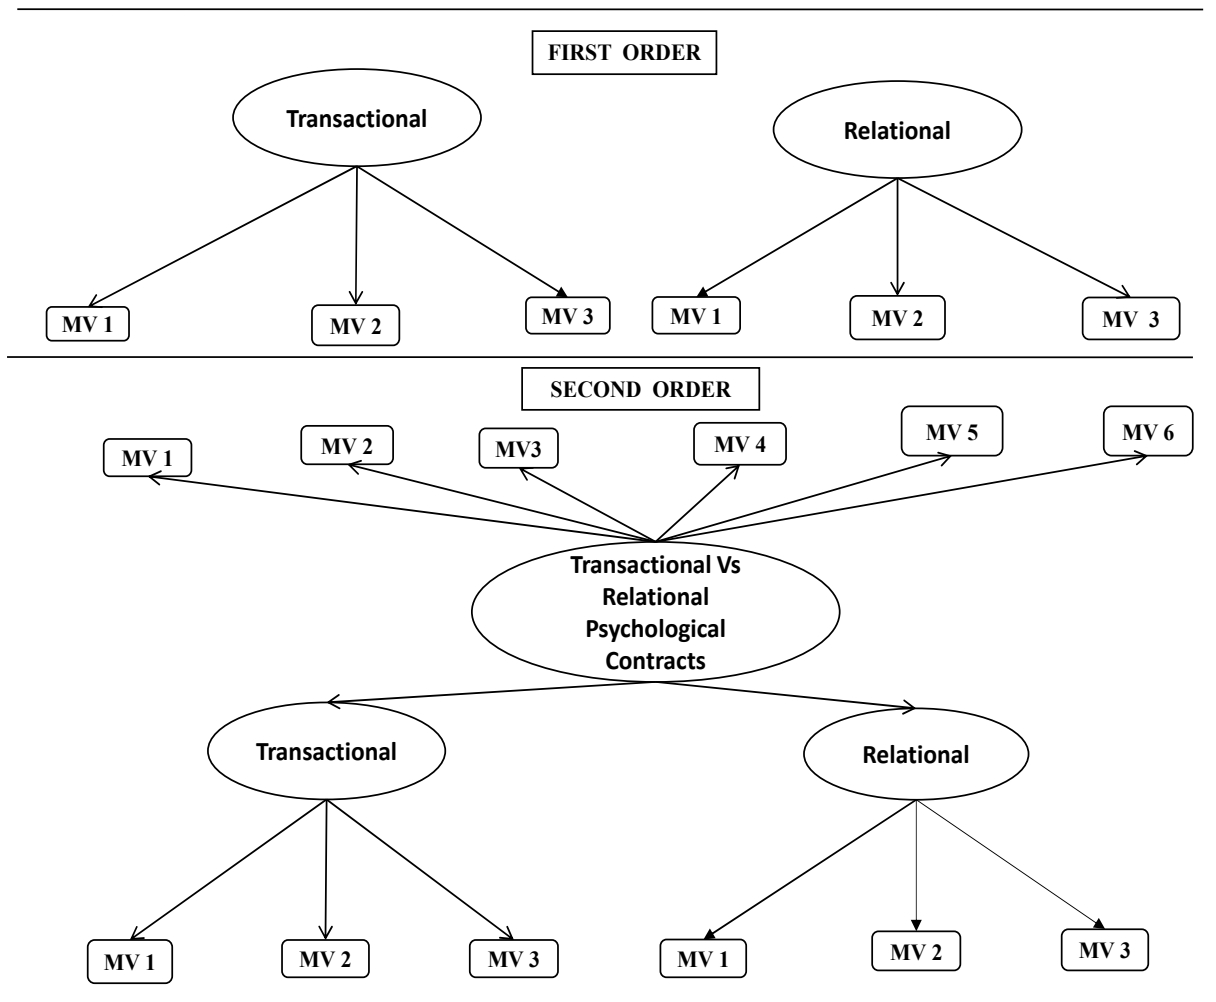 FIRST ORDER
Transactional
Relational
MV 1
MV 2
MV 3
MV 1
MV 2
MV 3
SECOND ORDER
MV 1
MV 2
MV3
MV 4
MV 5
MV 6
Transactional Vs
Relational
Psychological
Contracts
Transactional
Relational
MV 1
MV 2
MV 3
MV 1
MV 2
MV 3